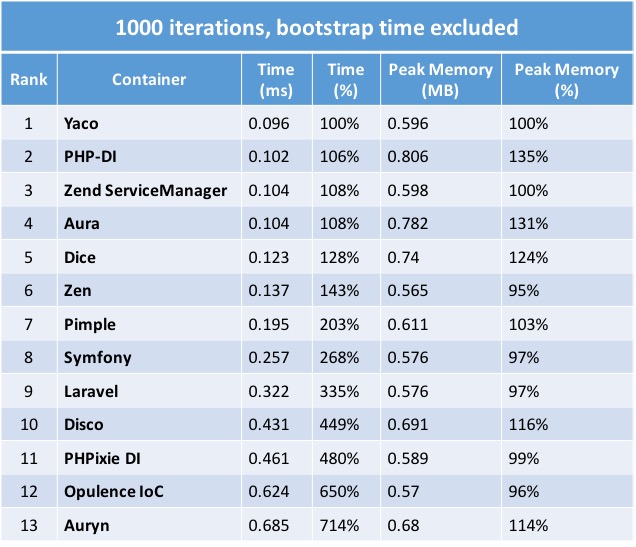 1000 iterations, bootstrap time excluded
Rank Container Time (ms) Time (%) Peak Memory (MB) Peak Memory (%)
1 Yaco 0.096 100% 0.596 100%
2 PHP-DI 0.102 106% 0.806 135%
3 Zend ServiceManager 0.104 108% 0.598 100%
4 Aura 0.104 108% 0.782 131%
5 Dice 0.123 128% 0.74 124%
6 Zen 0.137 143% 0.565 95%
7 Pimple 0.195 203% 0.611 103%
8 Symfony 0.257 268% 0.576 97%
9 Laravel 0.322 335% 0.576 97%
10 Disco 0.431 449% 0.691 116%
11 PHPixie DI 0.461 480% 0.589 99%
12 Opulence IoC 0.624 650% 0.57 96%
13 Auryn 0.685 714% 0.68 114%